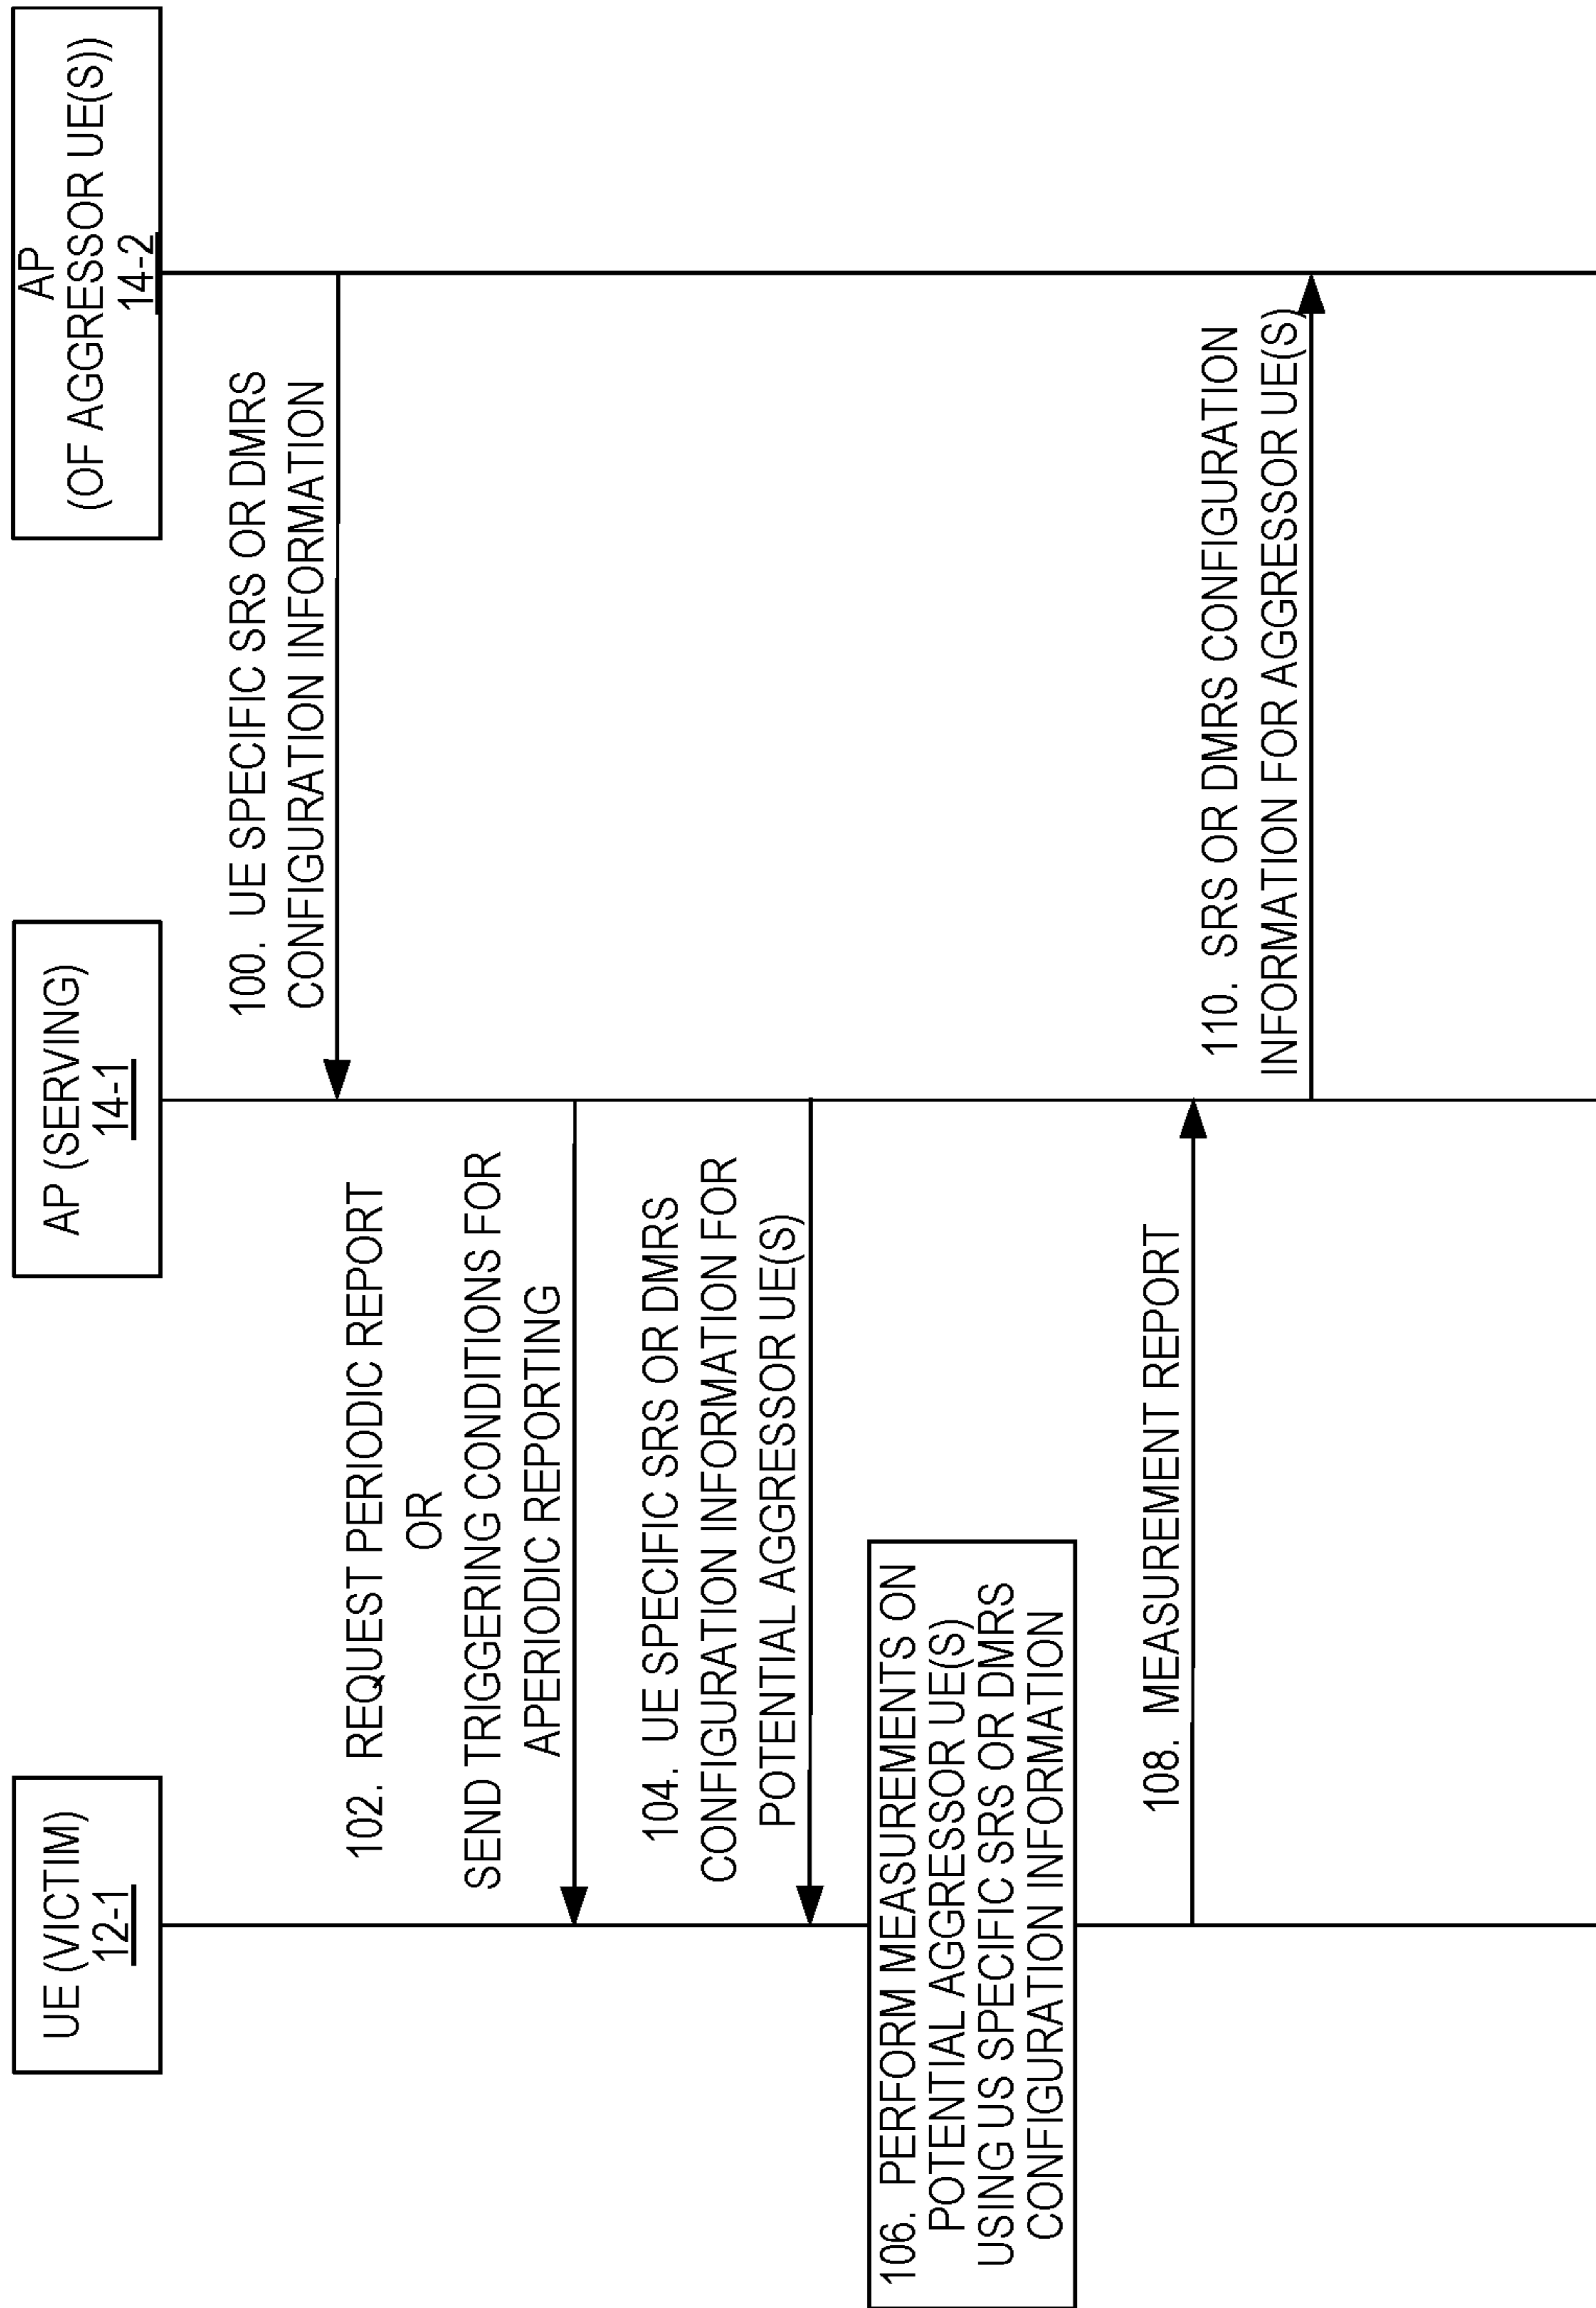 UE (VICTIM)
12-1
AP (SERVING)
14-1
AP
(OF AGGRESSOR UE(S))
14-2
100. UE SPECIFIC SRS OR DMRS
CONFIGURATION INFORMATION
102. REQUEST PERIODIC REPORT
OR
SEND TRIGGERING CONDITIONS FOR
APERIODIC REPORTING
104. UE SPECIFIC SRS OR DMRS
CONFIGURATION INFORMATION FOR
POTENTIAL AGGRESSOR UE(S)
106. PERFORM MEASUREMENTS ON
POTENTIAL AGGRESSOR UE(S)
USING US SPECIFIC SRS OR DMRS
CONFIGURATION INFORMATION
108. MEASUREMENT REPORT
110. SRS OR DMRS CONFIGURATION
INFORMATION FOR AGGRESSOR UE(S)